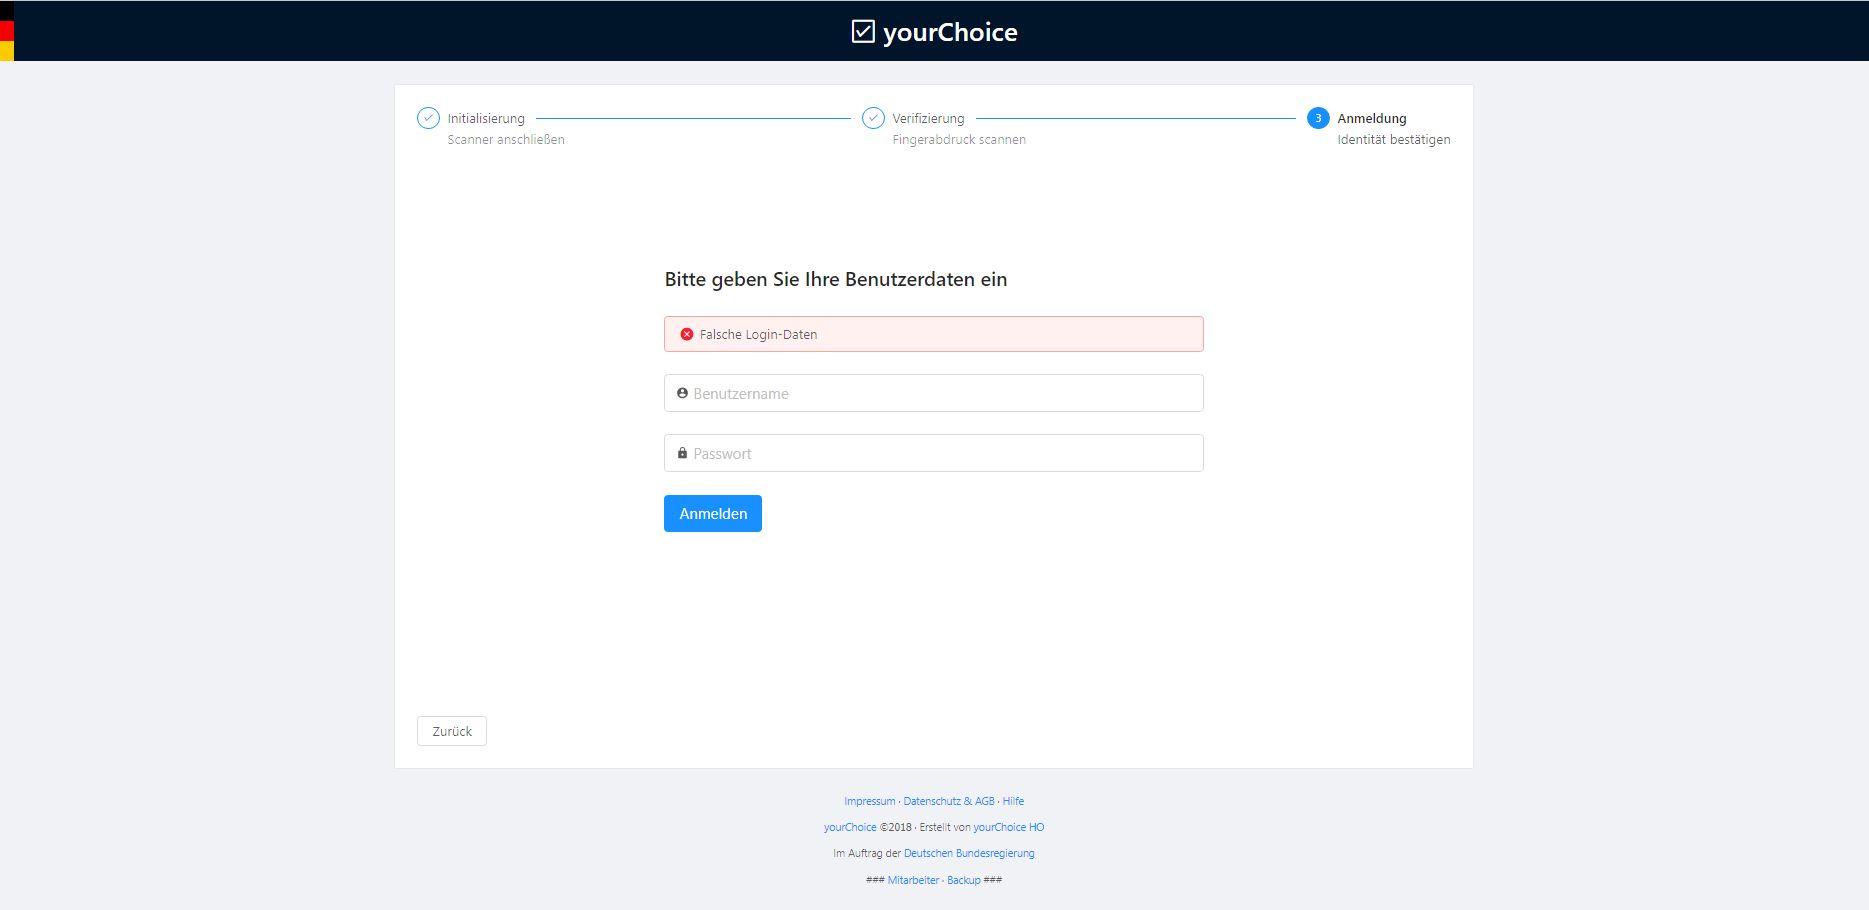 yourChoice
Initialisierung
Scanner anschließen
Verifizierung
Fingerabdruck scannen
3 Anmeldung
Identität bestätigen
Bitte geben Sie Ihre Benutzerdaten ein
Falsche Login-Daten
Benutzername
Passwort
Anmelden
Zurück
Impressum · Datenschutz & AGB · Hilfe
yourChoice ©2018 · Erstellt von yourChoice HO
Im Auftrag der Deutschen Bundesregierung
### Mitarbeiter · Backup ###